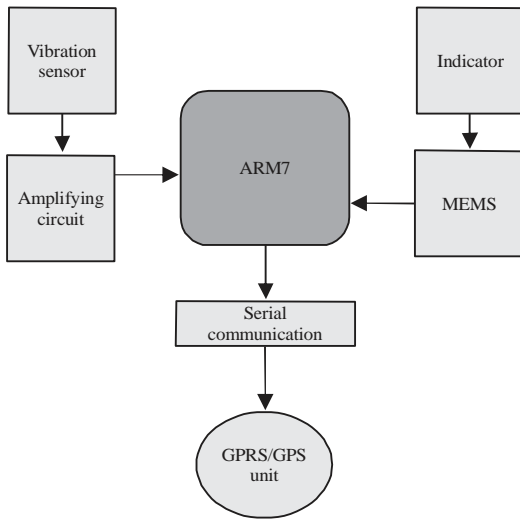 Vibration
sensor
Indicator
ARM7
Amplifying
circuit
MEMS
Serial
communication
GPRS/GPS
unit